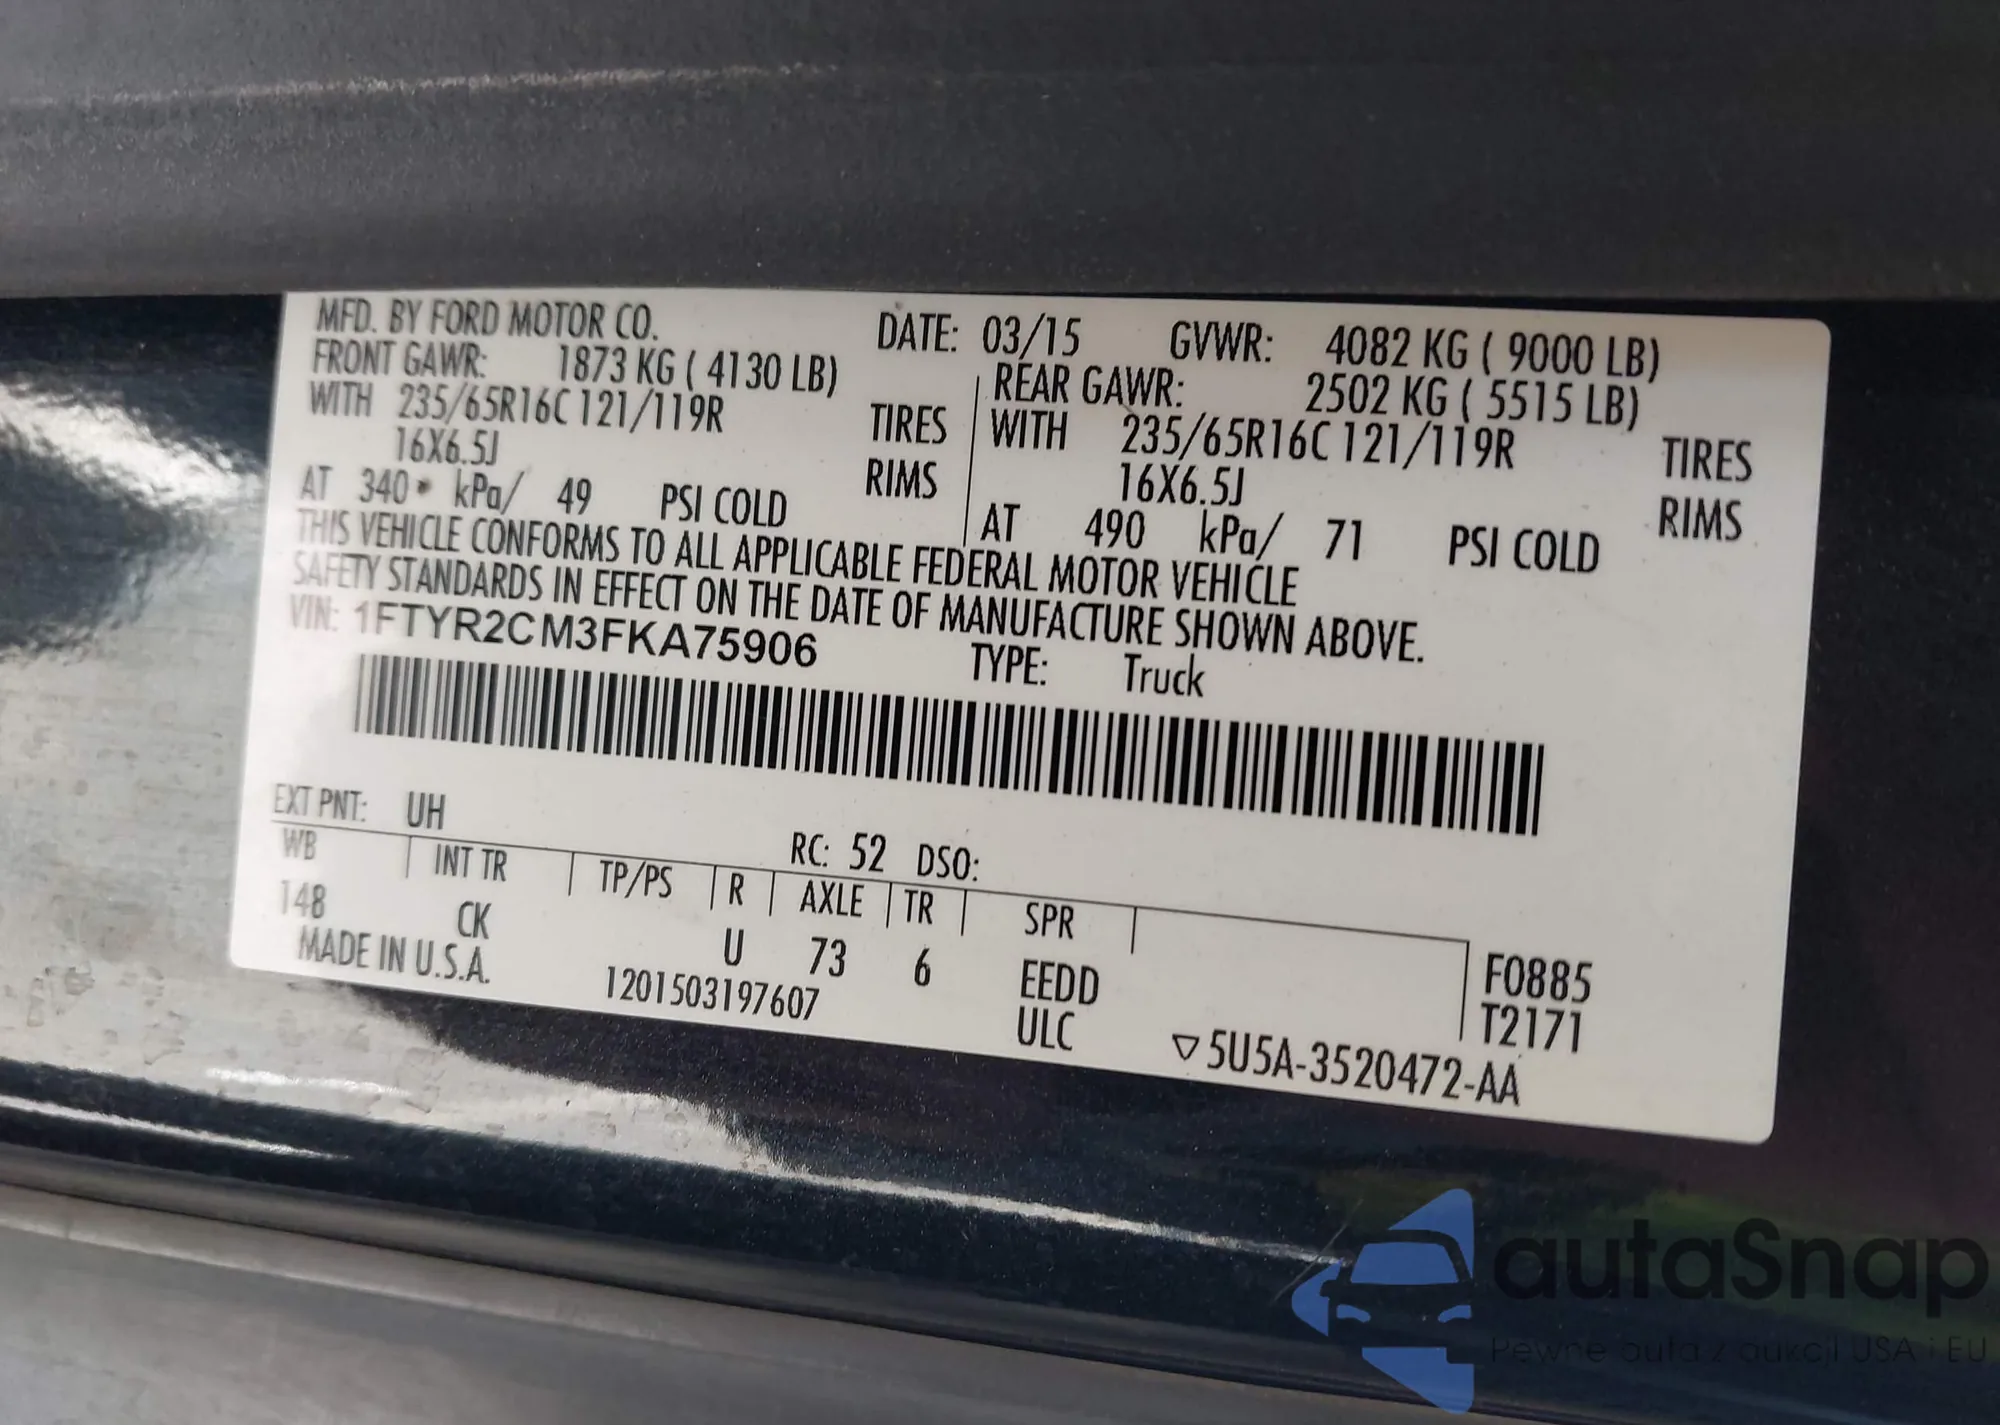 MFD. BY FORD MOTOR CO. DATE: 03/15 GVWR: 4082 KG ( 9000 LB)
FRONT GAWR: 1873 KG ( 4130 LB) REAR GAWR: 2502 KG ( 5515 LB)
WITH 235/65R16C 121/119R TIRES WITH 235/65R16C 121/119R TIRES
16X6.5J RIMS 16X6.5J RIMS
AT 340 kPa/ 49 PSI COLD AT 490 kPa/ 71 PSI COLD
THIS VEHICLE CONFORMS TO ALL APPLICABLE FEDERAL MOTOR VEHICLE
SAFETY STANDARDS IN EFFECT ON THE DATE OF MANUFACTURE SHOWN ABOVE.
VIN: 1FTYR2CM3FKA75906 TYPE: Truck
EXT PNT: UH RC: 52 DSO:
WB INT TR TP/PS R AXLE TR SPR
148 CK U 73 6 EEDD F0885
MADE IN U.S.A. 1201503197607 ULC T2171
▽5U5A-3520472-AA
autaSnap
Pewne auta z aukcji USA i EU